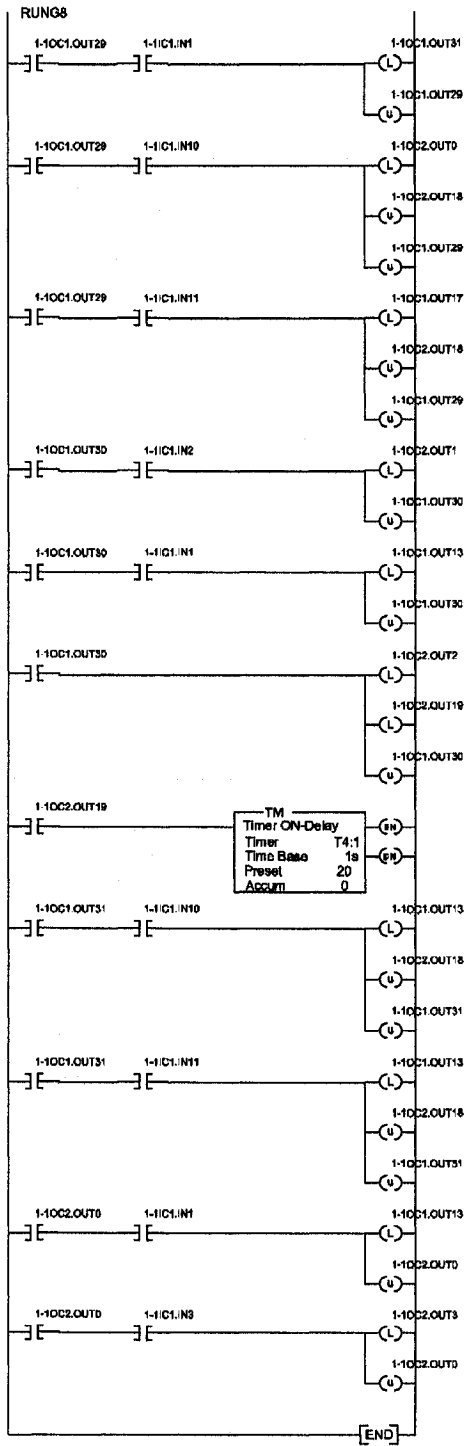 RUNG8
1-1OC1.OUT29 1-1IC1.IN1 1-1OC1.OUT31
L
1-1OC1.OUT29
U
1-1OC1.OUT29 1-1IC1.IN10 1-1OC2.OUT0
L
1-1OC2.OUT18
U
1-1OC1.OUT29
U
1-1OC1.OUT29 1-1IC1.IN11 1-1OC1.OUT17
L
1-1OC2.OUT18
U
1-1OC1.OUT29
U
1-1OC1.OUT30 1-1IC1.IN2 1-1OC2.OUT1
L
1-1OC1.OUT30
U
1-1OC1.OUT30 1-1IC1.IN1 1-1OC1.OUT13
L
1-1OC1.OUT30
U
1-1OC1.OUT30 1-1OC2.OUT2
L
1-1OC2.OUT19
L
1-1OC1.OUT30
U
1-1OC2.OUT19
TM
Timer ON-Delay EN
Timer T4:1
Time Base 1s DN
Preset 20
Accum 0
1-1OC1.OUT31 1-1IC1.IN10 1-1OC1.OUT13
L
1-1OC2.OUT18
U
1-1OC1.OUT31
U
1-1OC1.OUT31 1-1IC1.IN11 1-1OC1.OUT13
L
1-1OC2.OUT18
U
1-1OC1.OUT31
U
1-1OC2.OUT0 1-1IC1.IN1 1-1OC1.OUT13
L
1-1OC2.OUT0
U
1-1OC2.OUT0 1-1IC1.IN3 1-1OC2.OUT3
L
1-1OC2.OUT0
U
END